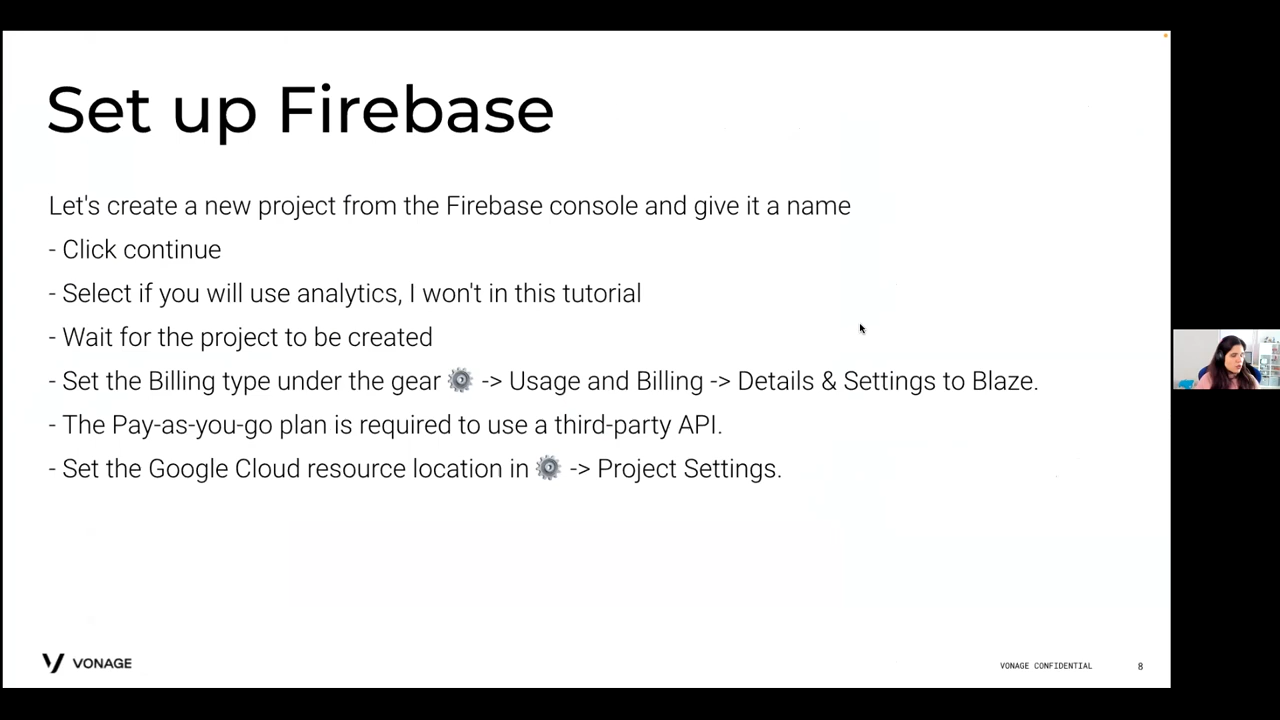 Set up Firebase
Let's create a new project from the Firebase console and give it a name
- Click continue
- Select if you will use analytics, I won't in this tutorial
- Wait for the project to be created
- Set the Billing type under the gear ⚙️ -> Usage and Billing -> Details & Settings to Blaze.
- The Pay-as-you-go plan is required to use a third-party API.
- Set the Google Cloud resource location in ⚙️ -> Project Settings.
VONAGE
VONAGE CONFIDENTIAL
8